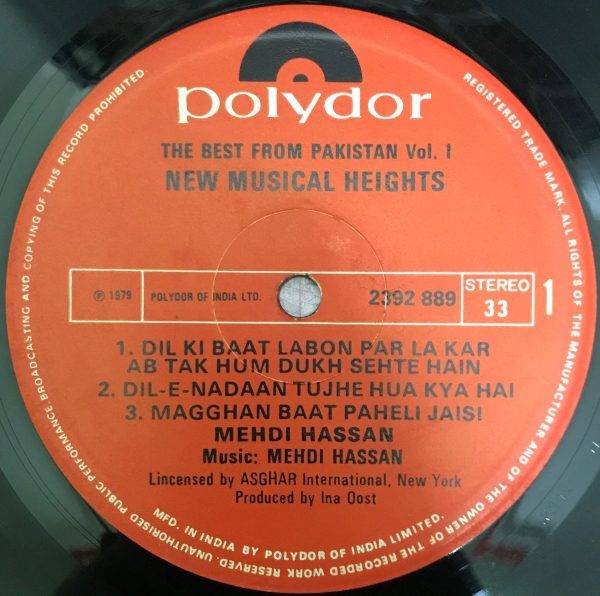 polydor
THE BEST FROM PAKISTAN Vol. I
NEW MUSICAL HEIGHTS
℗ 1979 POLYDOR OF INDIA LTD. 2392 889 STEREO 33 1
1. DIL KI BAAT LABON PAR LA KAR
AB TAK HUM DUKH SEHTE HAIN
2. DIL-E-NADAAN TUJHE HUA KYA HAI
3. MAGGHAN BAAT PAHELI JAISI
MEHDI HASSAN
Music: MEHDI HASSAN
Lincensed by ASGHAR International, New York
Produced by Ina Oost
MFD. IN INDIA BY POLYDOR OF INDIA LIMITED.
REGISTERED TRADE MARK. ALL RIGHTS OF THE MANUFACTURER AND OF THE OWNER OF THE RECORDED WORK RESERVED. UNAUTHORISED PUBLIC PERFORMANCE, BROADCASTING AND COPYING OF THIS RECORD PROHIBITED.